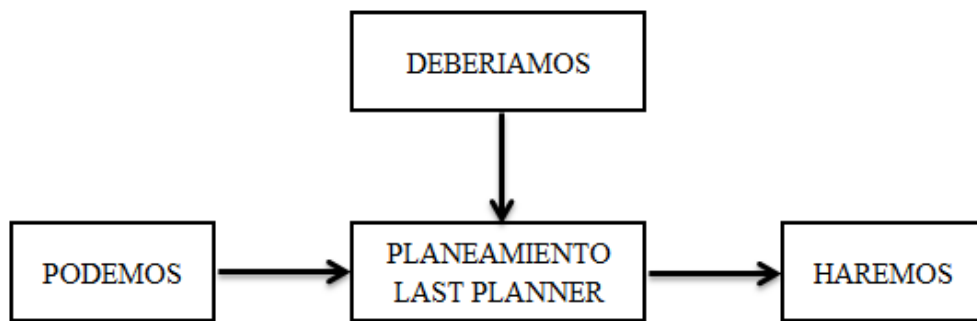 DEBERIAMOS
PODEMOS
PLANEAMIENTO
LAST PLANNER
HAREMOS